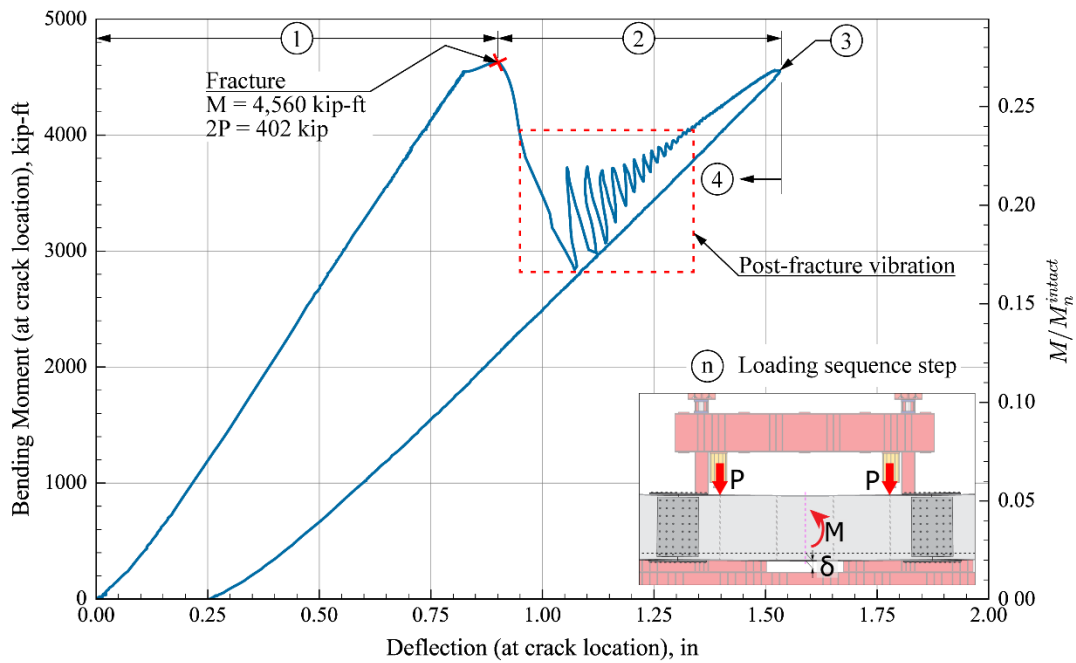 5000
4000
3000
2000
1000
0
Bending Moment (at crack location), kip-ft
1
2
3
Fracture
M = 4,560 kip-ft
2P = 402 kip
4
Post-fracture vibration
n Loading sequence step
P
P
M
δ
0.25
0.20
0.15
0.10
0.05
0 00
M/M_n^intact
0.00 0.25 0.50 0.75 1.00 1.25 1.50 1.75 2.00
Deflection (at crack location), in